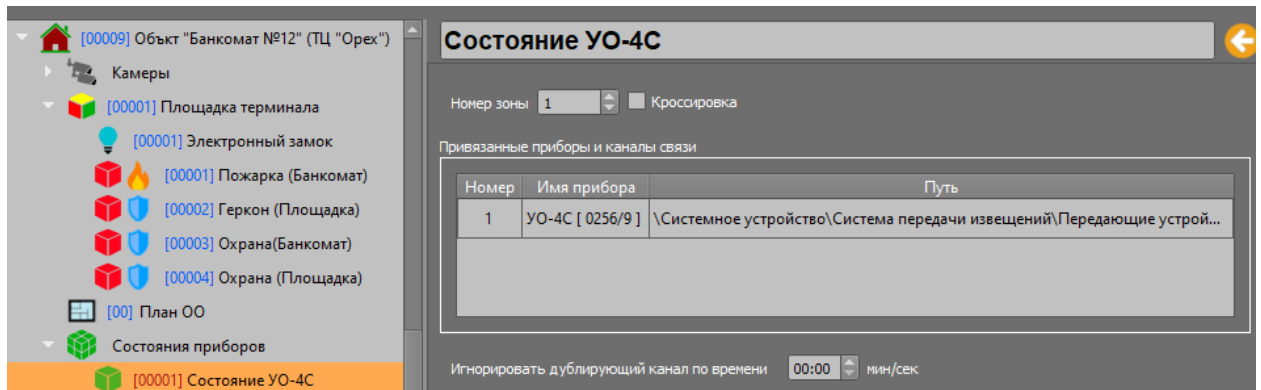 [00009] Объкт "Банкомат №12" (ТЦ "Орех")
Камеры
[00001] Площадка терминала
[00001] Электронный замок
[00001] Пожарка (Банкомат)
[00002] Геркон (Площадка)
[00003] Охрана(Банкомат)
[00004] Охрана (Площадка)
[00] План ОО
Состояния приборов
[00001] Состояние УО-4С
Состояние УО-4С
Номер зоны 1 Кроссировка
Привязанные приборы и каналы связи
Номер Имя прибора Путь
1 УО-4С [ 0256/9 ] \Системное устройство\Система передачи извещений\Передающие устрой...
Игнорировать дублирующий канал по времени 00:00 мин/сек